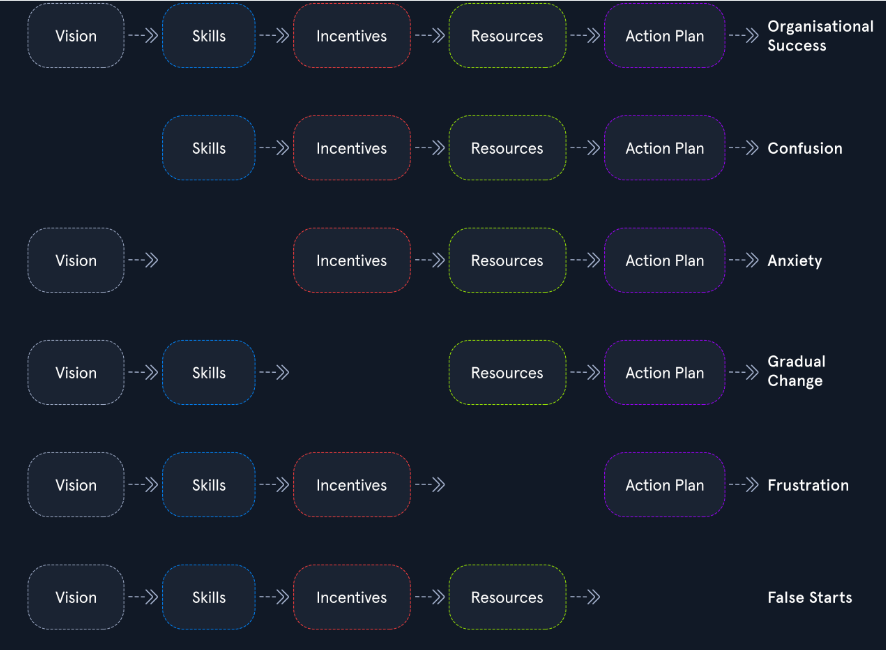 Vision Skills Incentives Resources Action Plan Organisational
Success
Skills Incentives Resources Action Plan Confusion
Vision Incentives Resources Action Plan Anxiety
Vision Skills Resources Action Plan Gradual
Change
Vision Skills Incentives Action Plan Frustration
Vision Skills Incentives Resources False Starts